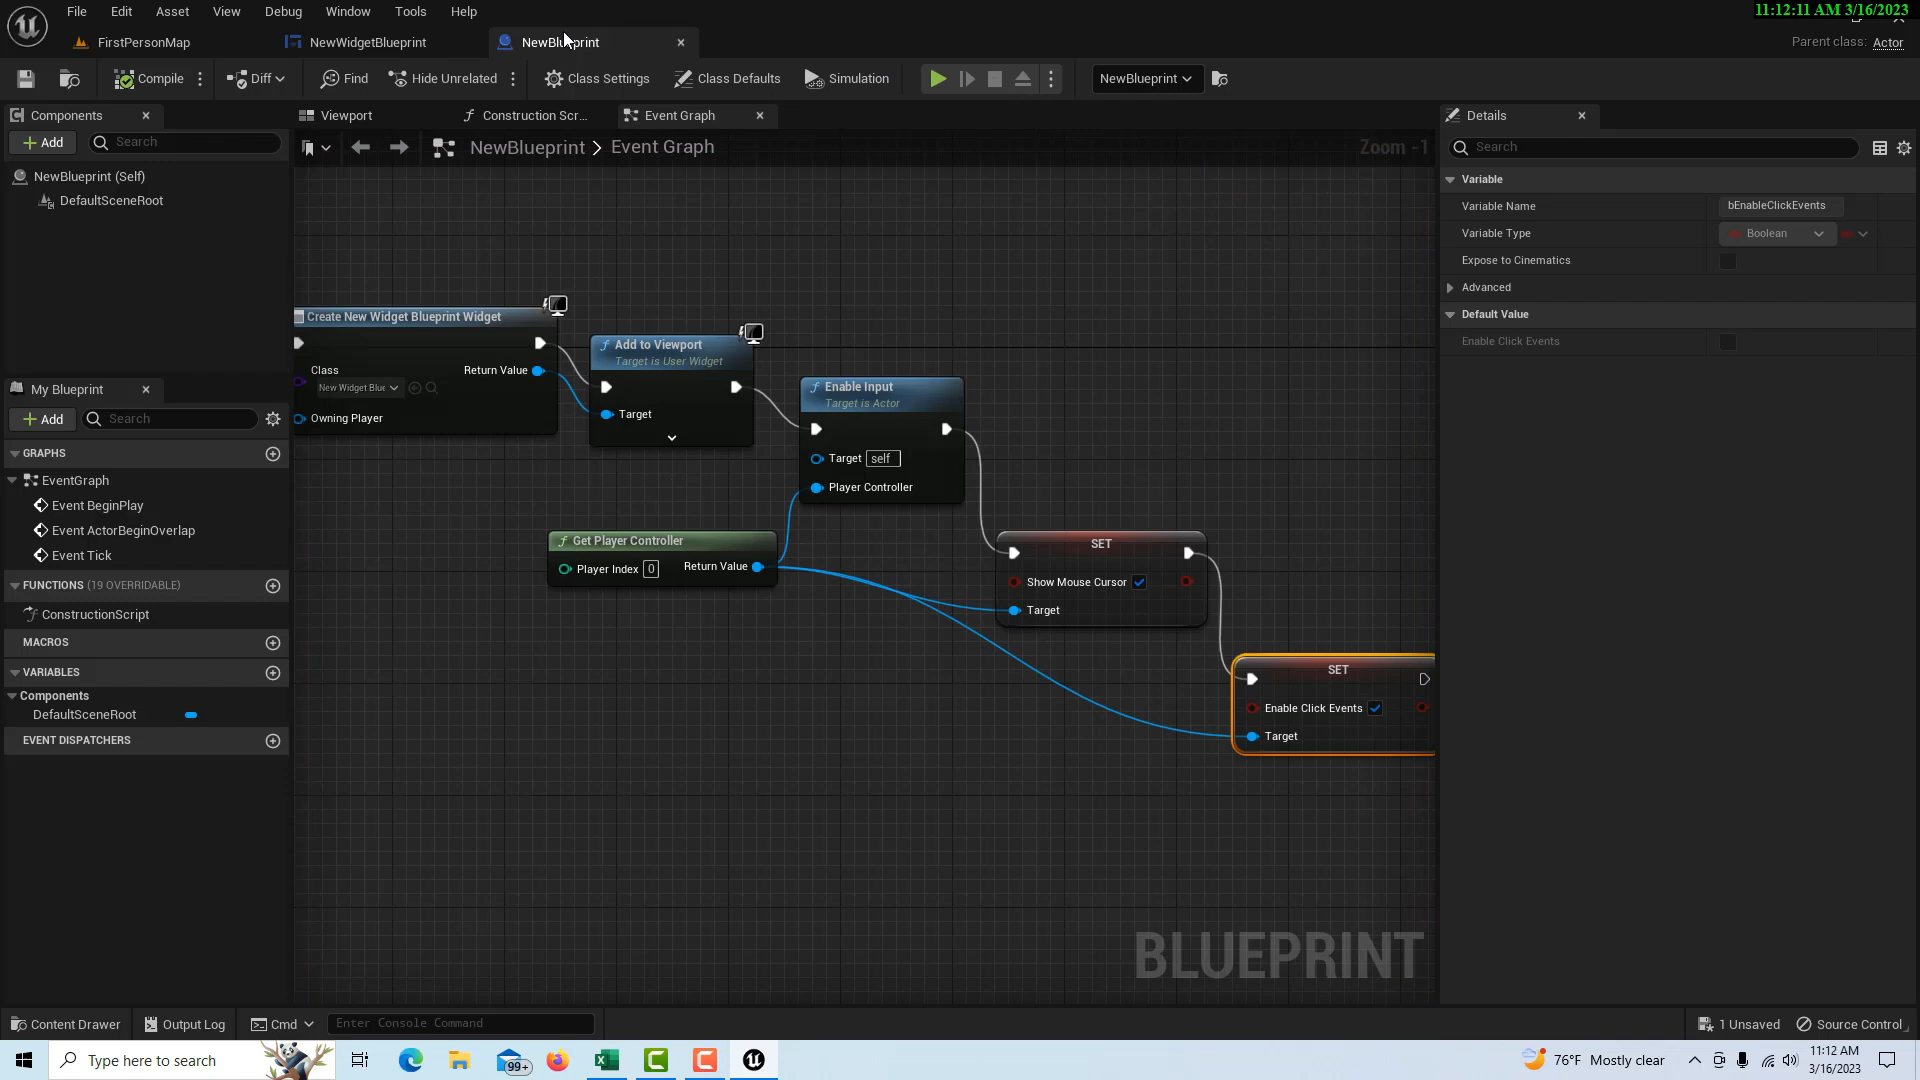 File Edit Asset View Debug Window Tools Help
11:12:11 AM 3/16/2023
FirstPersonMap NewWidgetBlueprint NewBlueprint
Parent class: Actor
Compile Diff Find Hide Unrelated Class Settings Class Defaults Simulation NewBlueprint
Components Viewport Construction Scr... Event Graph Details
Add Search
NewBlueprint > Event Graph
Zoom -1
Search
NewBlueprint (Self)
DefaultSceneRoot
My Blueprint
Add Search
GRAPHS
EventGraph
Event BeginPlay
Event ActorBeginOverlap
Event Tick
FUNCTIONS (19 OVERRIDABLE)
ConstructionScript
MACROS
VARIABLES
Components
DefaultSceneRoot
EVENT DISPATCHERS
Create New Widget Blueprint Widget
Class
New Widget Blue
Return Value
Owning Player
Add to Viewport
Target is User Widget
Target
Enable Input
Target is Actor
Target self
Player Controller
Get Player Controller
Player Index 0 Return Value
SET
Show Mouse Cursor
Target
SET
Enable Click Events
Target
BLUEPRINT
Variable
Variable Name bEnableClickEvents
Variable Type Boolean
Expose to Cinematics
Advanced
Default Value
Enable Click Events
Content Drawer Output Log Cmd Enter Console Command 1 Unsaved Source Control
Type here to search
99+
76°F Mostly clear
11:12 AM
3/16/2023